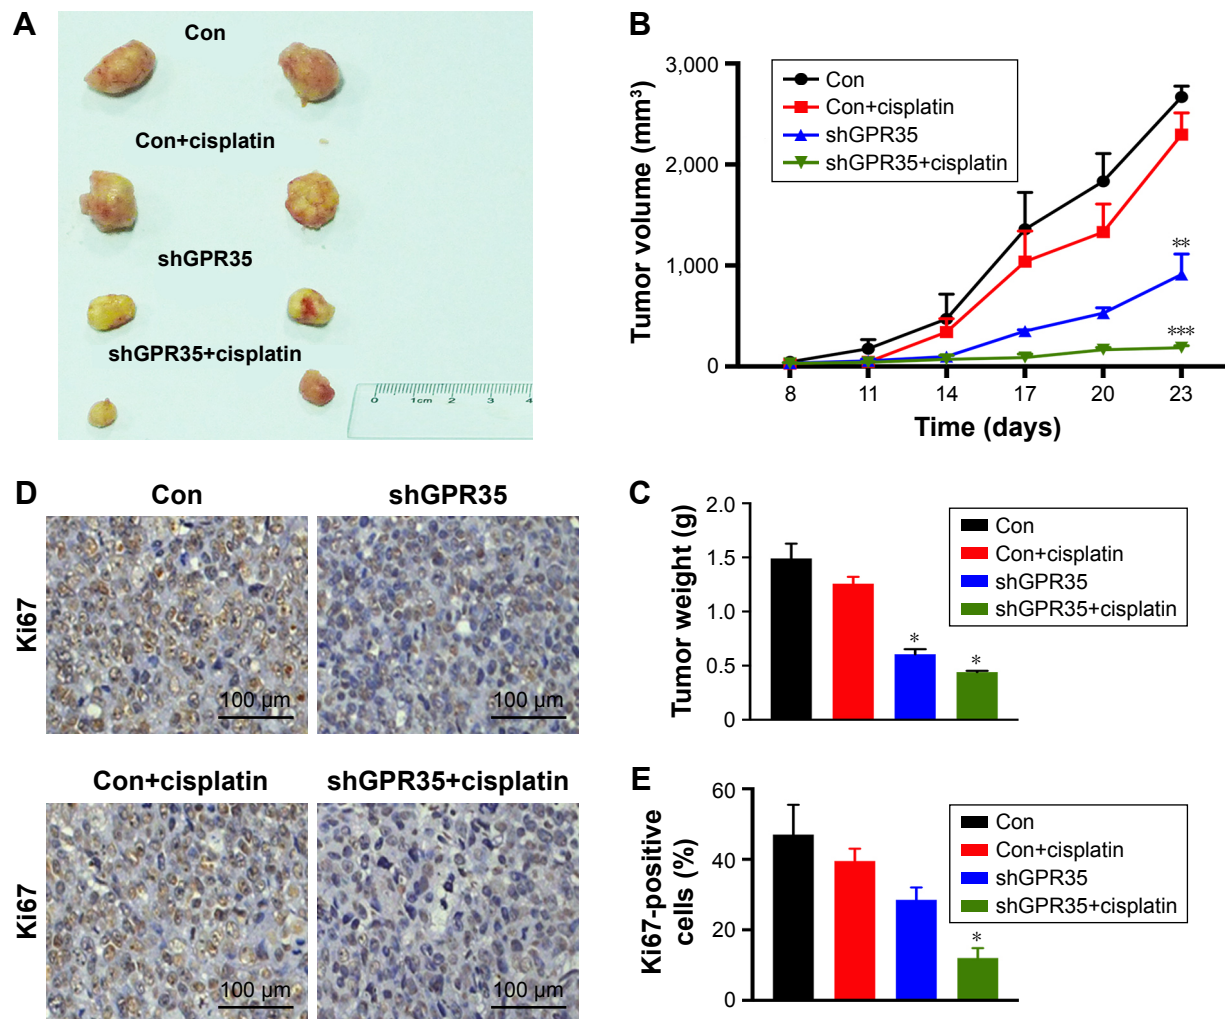 A
Con
Con+cisplatin
shGPR35
shGPR35+cisplatin
0 1cm 2 3 4
B
Tumor volume (mm³)
3,000
2,000
1,000
0
Con
Con+cisplatin
shGPR35
shGPR35+cisplatin
**
***
8 11 14 17 20 23
Time (days)
D
Con
shGPR35
Ki67
100 µm
100 µm
Con+cisplatin
shGPR35+cisplatin
Ki67
100 µm
100 µm
C
Tumor weight (g)
2.0
1.5
1.0
0.5
0
Con
Con+cisplatin
shGPR35
shGPR35+cisplatin
*
*
E
Ki67-positive
cells (%)
60
40
20
0
Con
Con+cisplatin
shGPR35
shGPR35+cisplatin
*